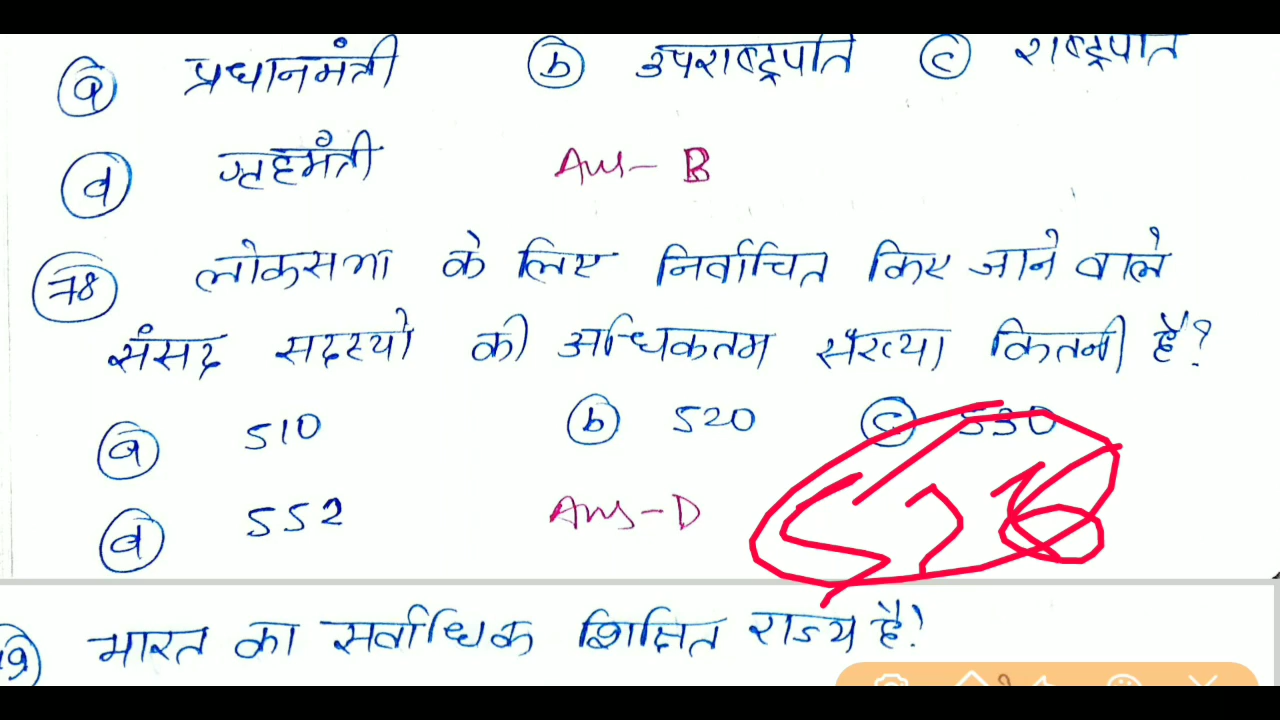 (a) प्रधानमंत्री (b) उपराष्ट्रपति (c) राष्ट्रपति
(d) गृहमंत्री Ans- B
(78) लोकसभा के लिए निर्वाचित किए जाने वाले
संसद सदस्यो की अधिकतम संख्या कितनी है?
(a) 510 (b) 520 (c) 530
(d) 552 Ans-D
भारत का सर्वाधिक शिक्षित राज्य है?